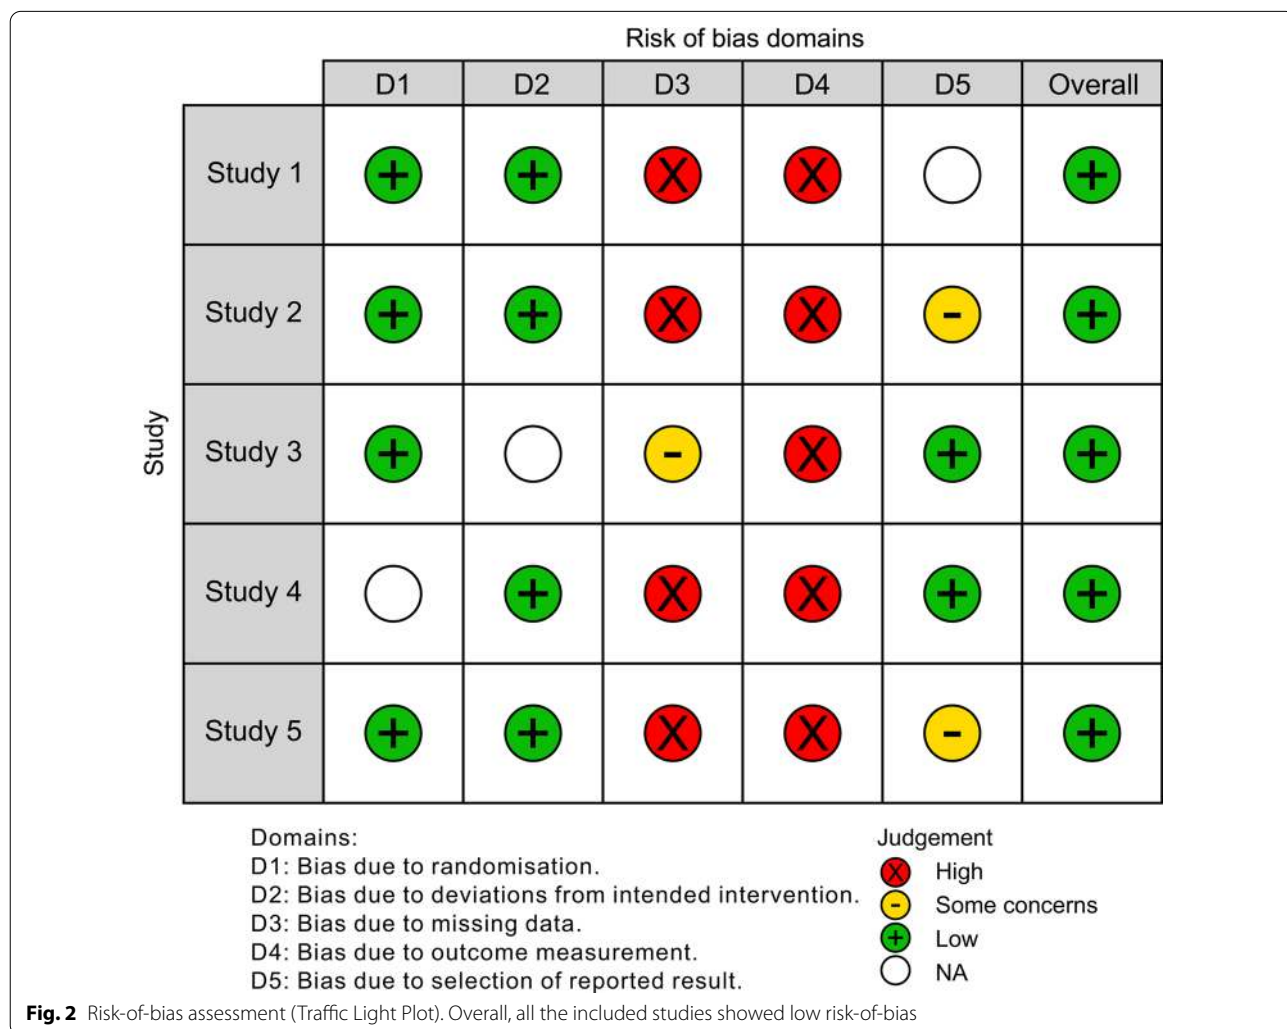 Risk of bias domains
D1 D2 D3 D4 D5 Overall
Study
Study 1 + + X X +
Study 2 + + X X - +
Study 3 + - X + +
Study 4 + X X + +
Study 5 + + X X - +
Domains:
D1: Bias due to randomisation.
D2: Bias due to deviations from intended intervention.
D3: Bias due to missing data.
D4: Bias due to outcome measurement.
D5: Bias due to selection of reported result.
Judgement
X High
- Some concerns
+ Low
NA
Fig. 2 Risk-of-bias assessment (Traffic Light Plot). Overall, all the included studies showed low risk-of-bias